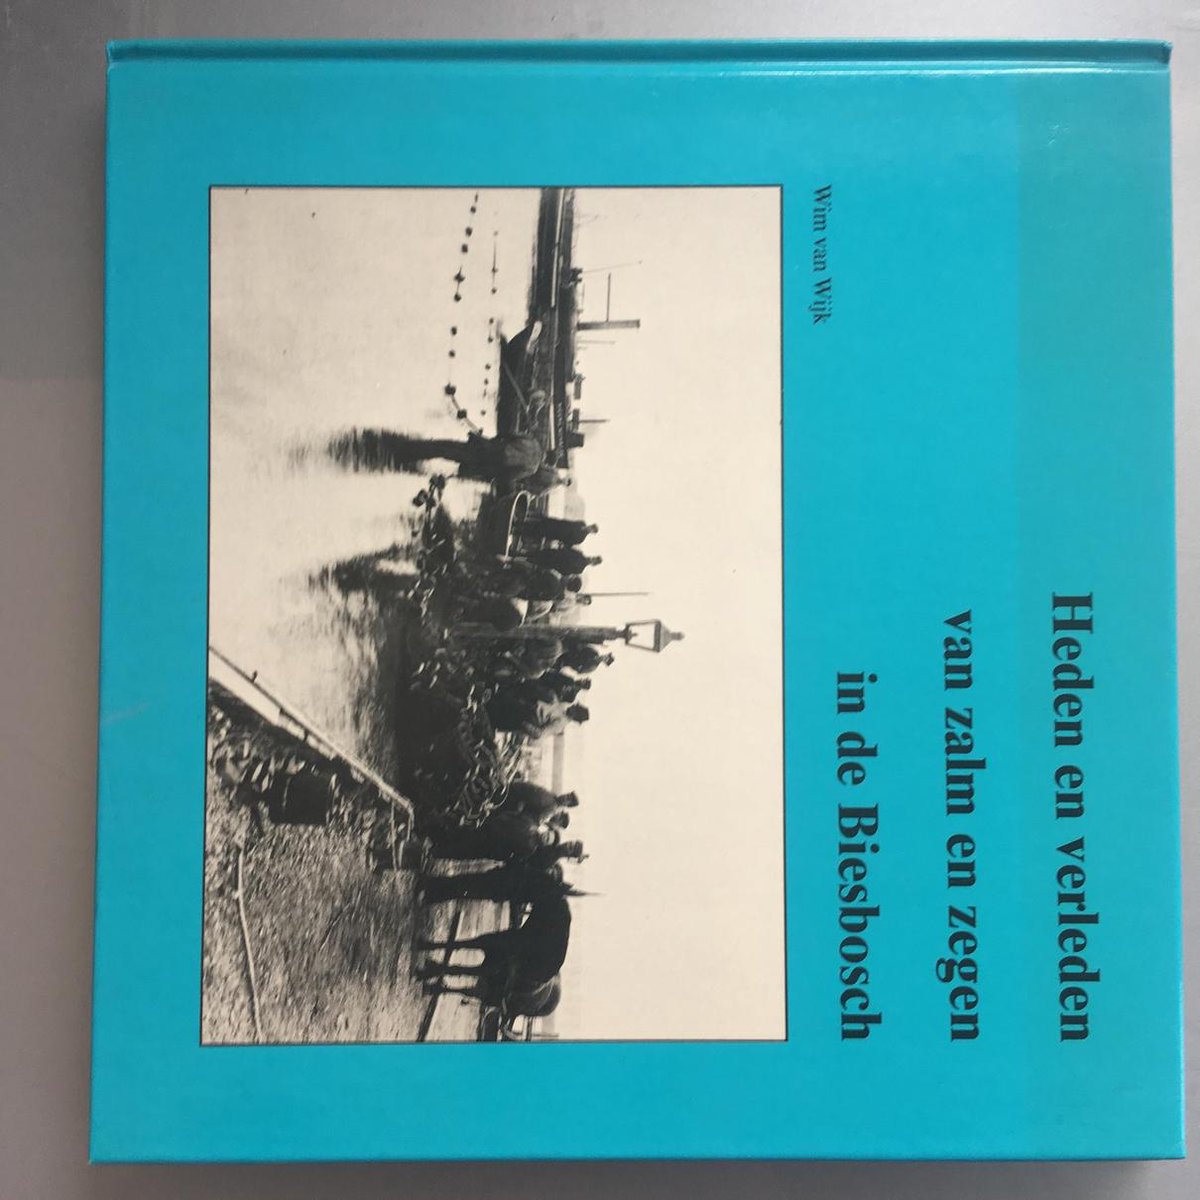 Heden en verleden
van zalm en zegen
in de Biesbosch
Wim van Wijk